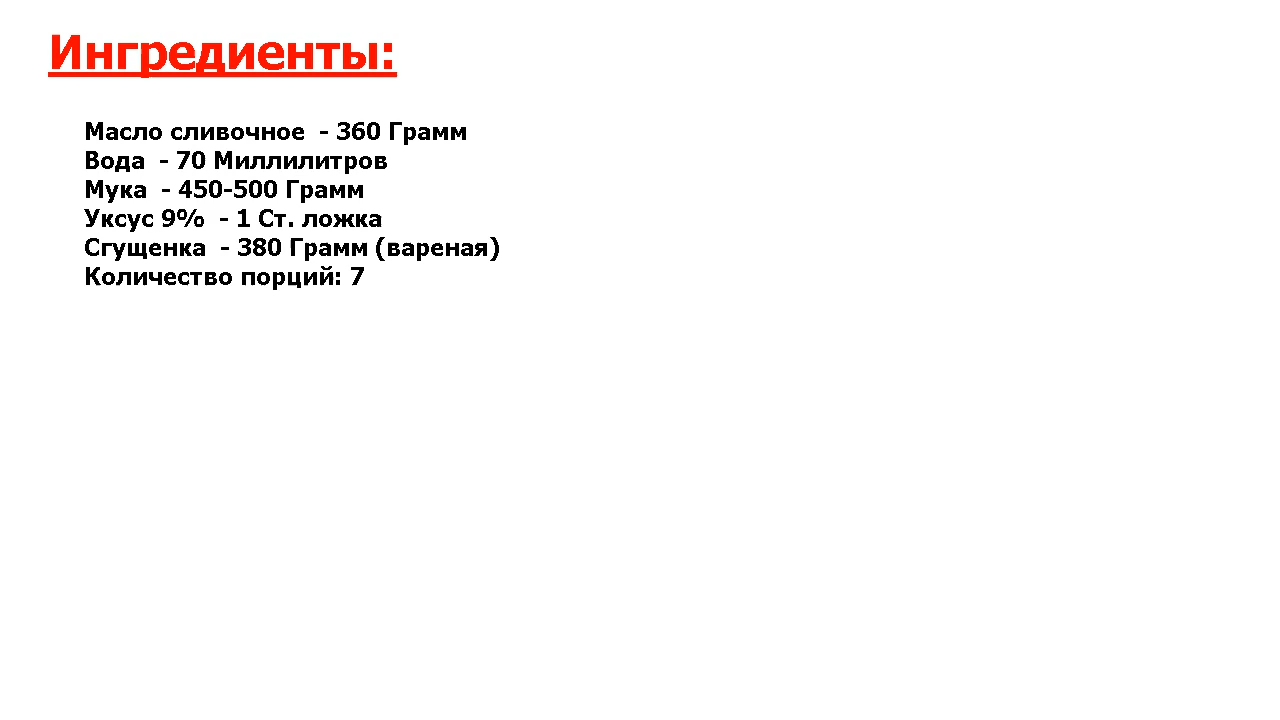 Ингредиенты:
Масло сливочное  - 360 Грамм
Вода  - 70 Миллилитров
Мука  - 450-500 Грамм
Уксус 9%  - 1 Ст. ложка
Сгущенка  - 380 Грамм (вареная)
Количество порций: 7